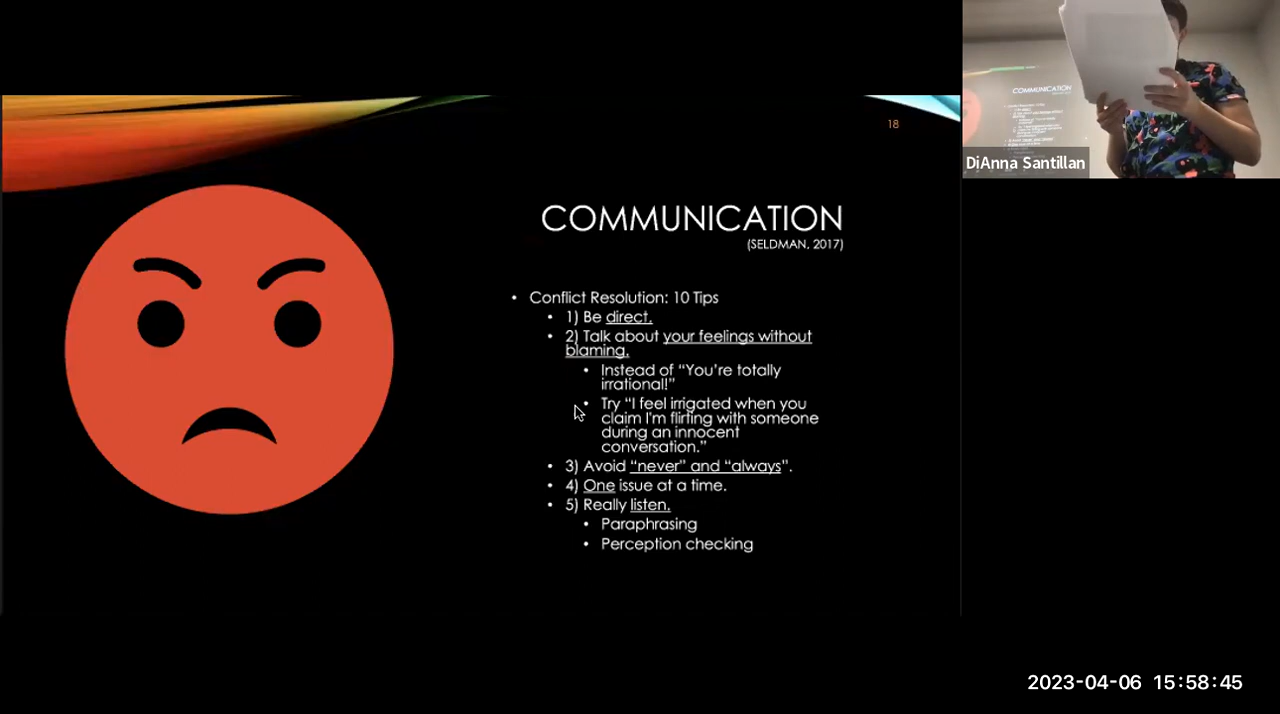 18
COMMUNICATION
(SELDMAN, 2017)
• Conflict Resolution: 10 Tips
• 1) Be direct.
• 2) Talk about your feelings without
blaming.
• Instead of “You’re totally
irrational!”
• Try “I feel irrigated when you
claim I'm flirting with someone
during an innocent
conversation.”
• 3) Avoid “never” and “always”.
• 4) One issue at a time.
• 5) Really listen.
• Paraphrasing
• Perception checking
COMMUNICATION
DiAnna Santillan
2023-04-06 15:58:45